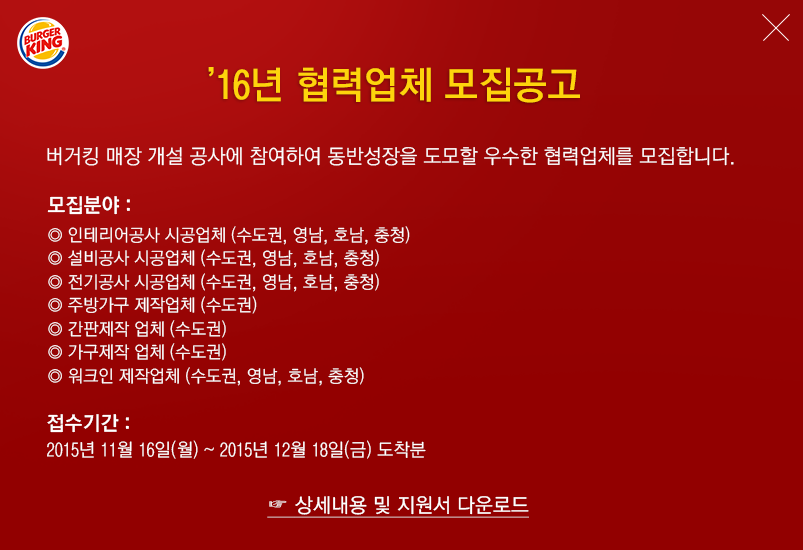 BURGER
KING
'16년 협력업체 모집공고
버거킹 매장 개설 공사에 참여하여 동반성장을 도모할 우수한 협력업체를 모집합니다.
모집분야 :
◎ 인테리어공사 시공업체 (수도권, 영남, 호남, 충청)
◎ 설비공사 시공업체 (수도권, 영남, 호남, 충청)
◎ 전기공사 시공업체 (수도권, 영남, 호남, 충청)
◎ 주방가구 제작업체 (수도권)
◎ 간판제작 업체 (수도권)
◎ 가구제작 업체 (수도권)
◎ 워크인 제작업체 (수도권, 영남, 호남, 충청)
접수기간 :
2015년 11월 16일(월) ~ 2015년 12월 18일(금) 도착분
☞ 상세내용 및 지원서 다운로드